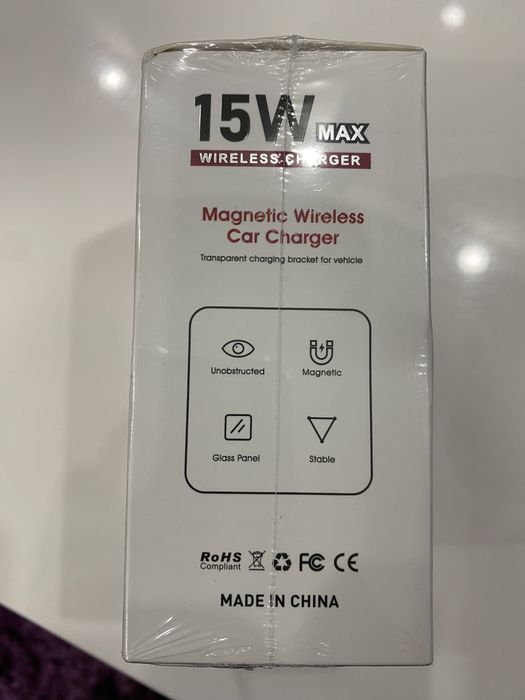 15W MAX
WIRELESS CHARGER
Magnetic Wireless
Car Charger
Transparent charging bracket for vehicle
Unobstructed Magnetic
Glass Panel Stable
RoHS
Compliant
FC CE
MADE IN CHINA